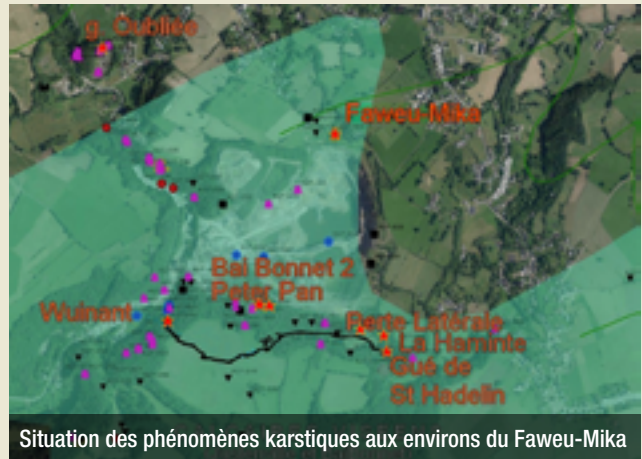 g. Oubliée
Faweu-Mika
Bai Bonnet 2
Peter Pan
Wuinant
Perte Latérale
La Haminte
Gué de
St Hadelin
Situation des phénomènes karstiques aux environs du Faweu-Mika